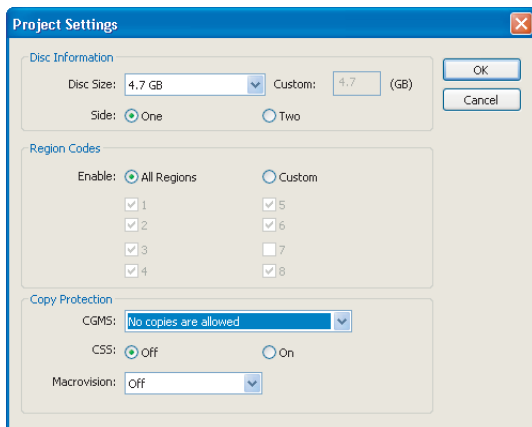 Project Settings
Disc Information
Disc Size: 4.7 GB Custom: 4.7 (GB)
Side: One Two
OK
Cancel
Region Codes
Enable: All Regions Custom
1 5
2 6
3 7
4 8
Copy Protection
CGMS: No copies are allowed
CSS: Off On
Macrovision: Off